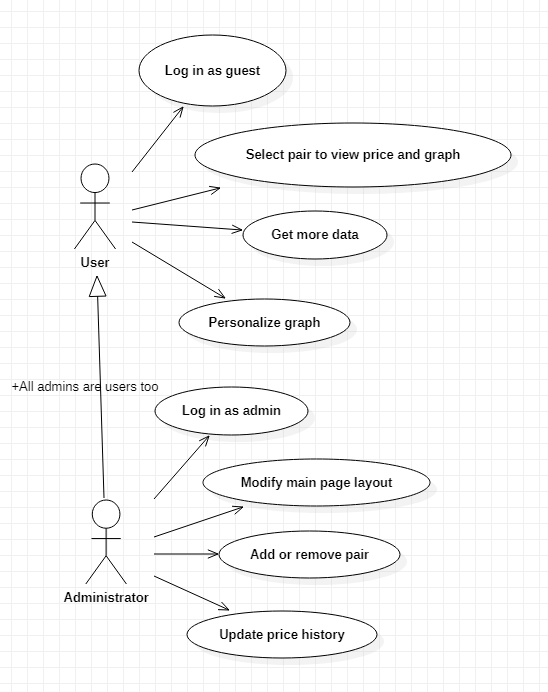 Log in as guest
Select pair to view price and graph
Get more data
User
Personalize graph
+All admins are users too
Log in as admin
Modify main page layout
Add or remove pair
Administrator
Update price history